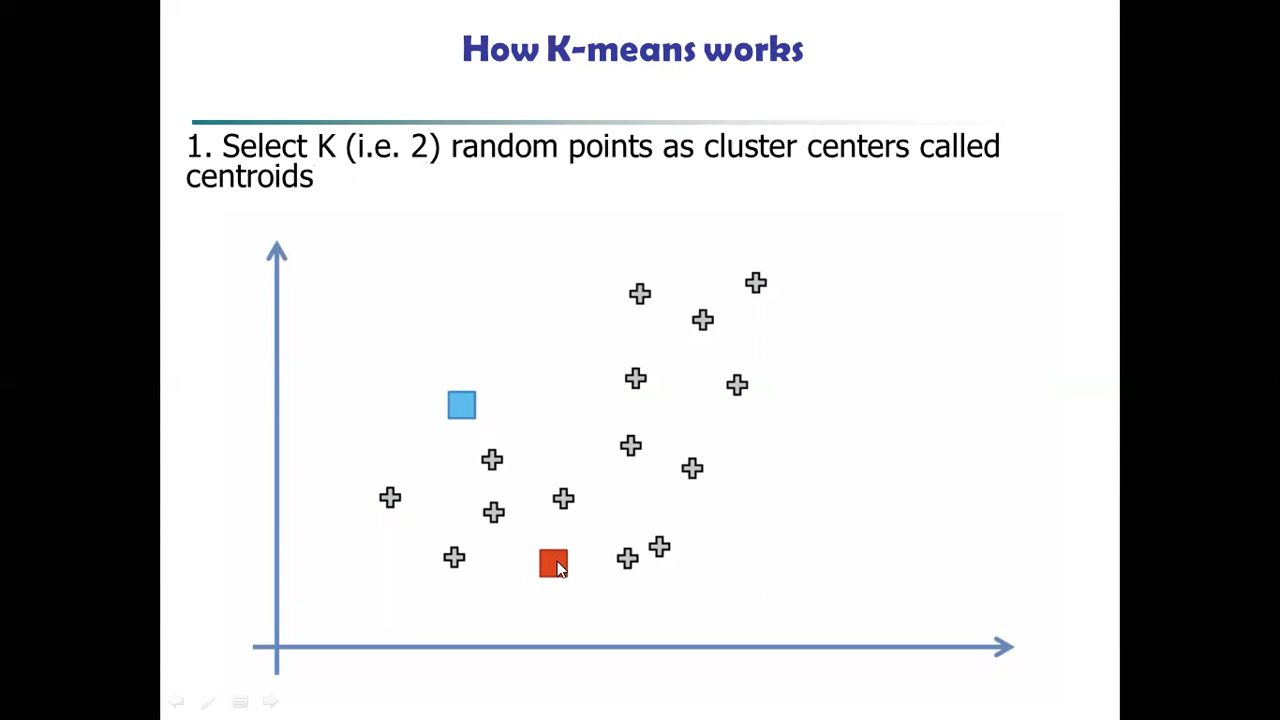 How K-means works
1. Select K (i.e. 2) random points as cluster centers called
centroids